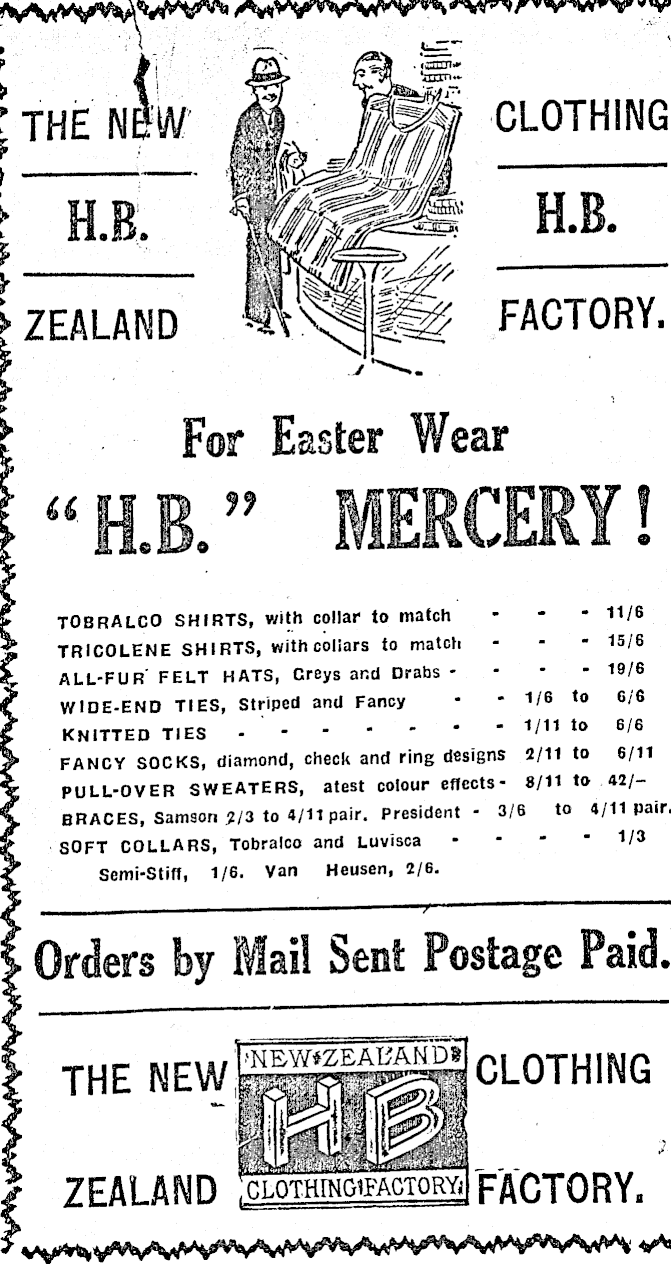 THE NEW CLOTHING
H.B. H.B.
ZEALAND FACTORY.
For Easter Wear
“H.B.” MERCERY!
TOBRALCO SHIRTS, with collar to match - - - 11/6
TRICOLENE SHIRTS, with collars to match - - - 15/6
ALL-FUR FELT HATS, Greys and Drabs - - - - 19/6
WIDE-END TIES, Striped and Fancy - - 1/6 to 6/6
KNITTED TIES - - - - - - - 1/11 to 6/6
FANCY SOCKS, diamond, check and ring designs 2/11 to 6/11
PULL-OVER SWEATERS, atest colour effects - 8/11 to 42/-
BRACES, Samson 2/3 to 4/11 pair. President - 3/6 to 4/11 pair.
SOFT COLLARS, Tobralco and Luvisca - - - - 1/3
Semi-Stiff, 1/6. Van Heusen, 2/6.
Orders by Mail Sent Postage Paid.
THE NEW CLOTHING
ZEALAND FACTORY.
NEW ZEALAND
HB
CLOTHING FACTORY